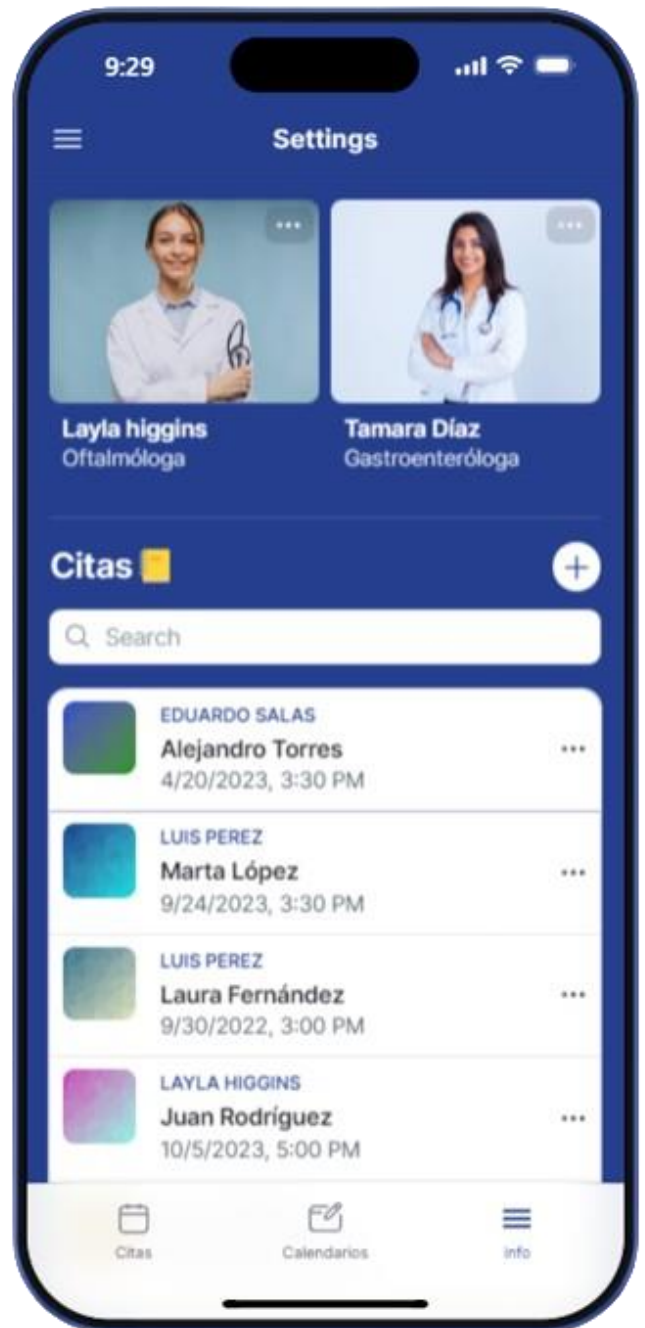 9:29
Settings
Layla higgins
Oftalmóloga
Tamara Díaz
Gastroenteróloga
Citas
Search
EDUARDO SALAS
Alejandro Torres
4/20/2023, 3:30 PM
LUIS PEREZ
Marta López
9/24/2023, 3:30 PM
LUIS PEREZ
Laura Fernández
9/30/2022, 3:00 PM
LAYLA HIGGINS
Juan Rodríguez
10/5/2023, 5:00 PM
Citas
Calendarios
info